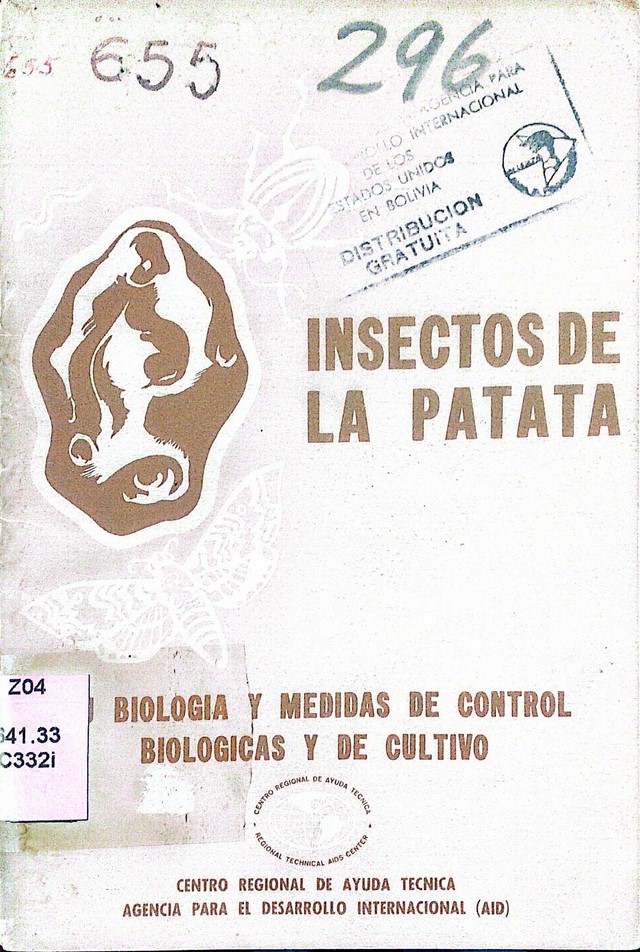 655
655
296
AGENCIA PARA
LLO INTERNACIONAL
DE LOS
ESTADOS UNIDOS
EN BOLIVIA
DISTRIBUCION
GRATUITA
INSECTOS DE
LA PATATA
BIOLOGIA Y MEDIDAS DE CONTROL
BIOLOGICAS Y DE CULTIVO
Z04
641.33
C332i
CENTRO REGIONAL DE AYUDA TECNICA
REGIONAL TECHNICAL AIDS CENTER
CENTRO REGIONAL DE AYUDA TECNICA
AGENCIA PARA EL DESARROLLO INTERNACIONAL (AID)